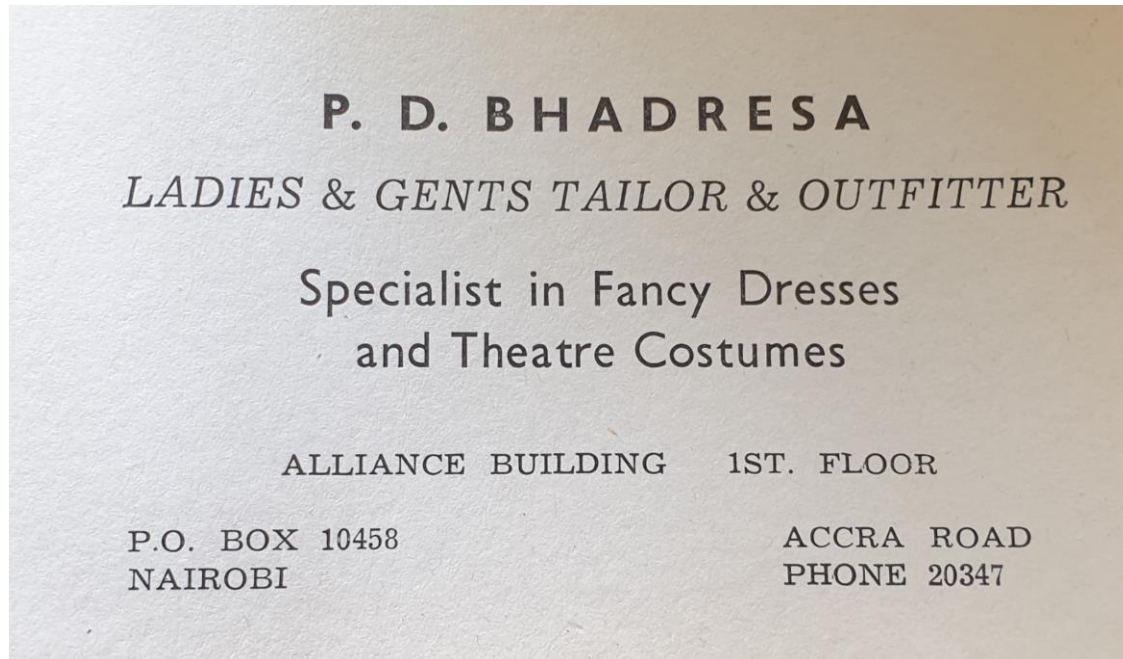 P. D. BHADRESA
LADIES & GENTS TAILOR & OUTFITTER
Specialist in Fancy Dresses
and Theatre Costumes
ALLIANCE BUILDING 1ST. FLOOR
P.O. BOX 10458
NAIROBI
ACCRA ROAD
PHONE 20347